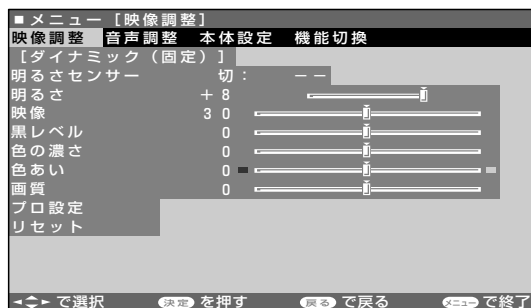 ■メニュー [映像調整]
映像調整 音声調整 本体設定 機能切換
[ダイナミック(固定)]
明るさセンサー 切: ーー
明るさ +8
映像 30
黒レベル 0
色の濃さ 0
色あい 0
画質 0
プロ設定
リセット
で選択 決定 を押す 戻る で戻る メニュー で終了